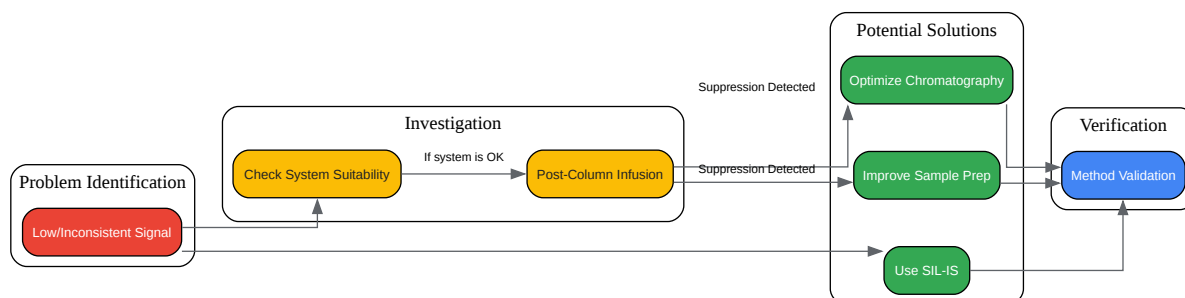 Problem Identification
Low/Inconsistent Signal
Investigation
Check System Suitability
If system is OK
Post-Column Infusion
Suppression Detected
Suppression Detected
Potential Solutions
Optimize Chromatography
Improve Sample Prep
Use SIL-IS
Verification
Method Validation